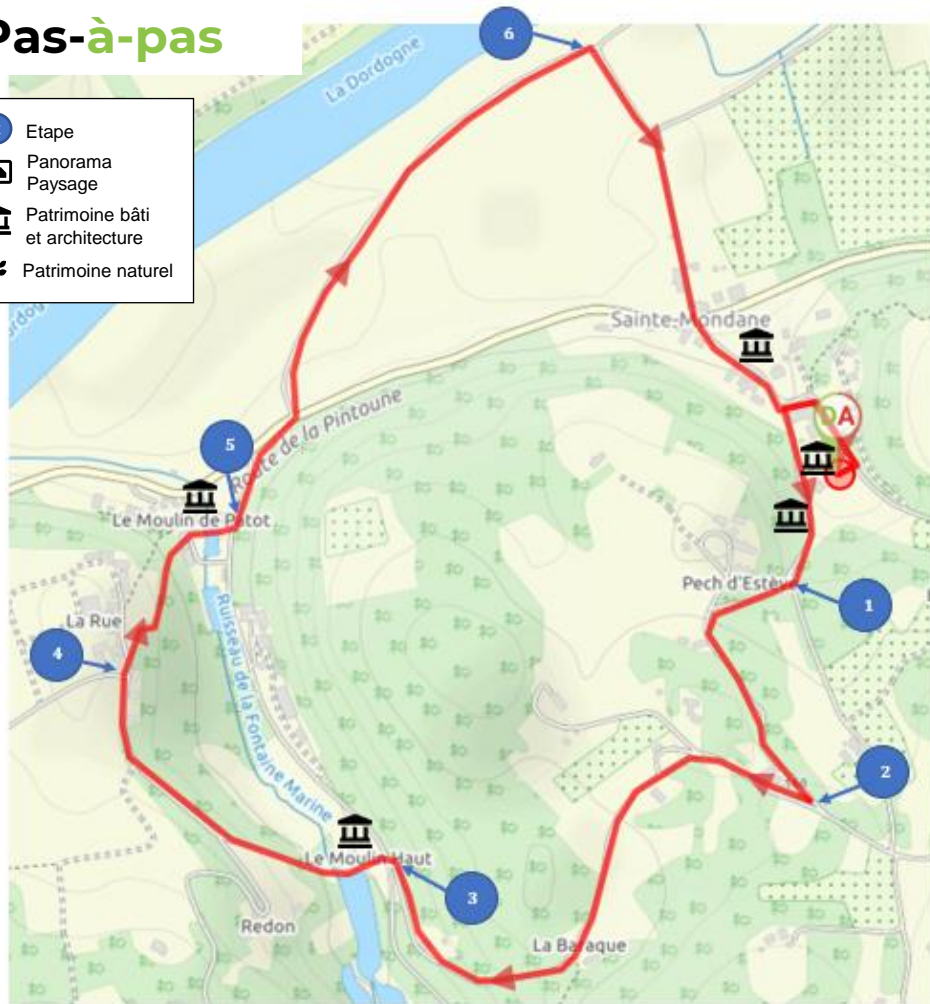 Pas-à-pas
Etape
Panorama
Paysage
Patrimoine bâti
et architecture
Patrimoine naturel
6
La Dordogne
Sainte-Mondane
DA
Route de la Pintoune
5
Le Moulin de Patot
Pech d'Estève
1
La Rue
4
Ruisseau de la Fontaine Marine
2
Le Moulin Haut
3
Redon
La Baraque